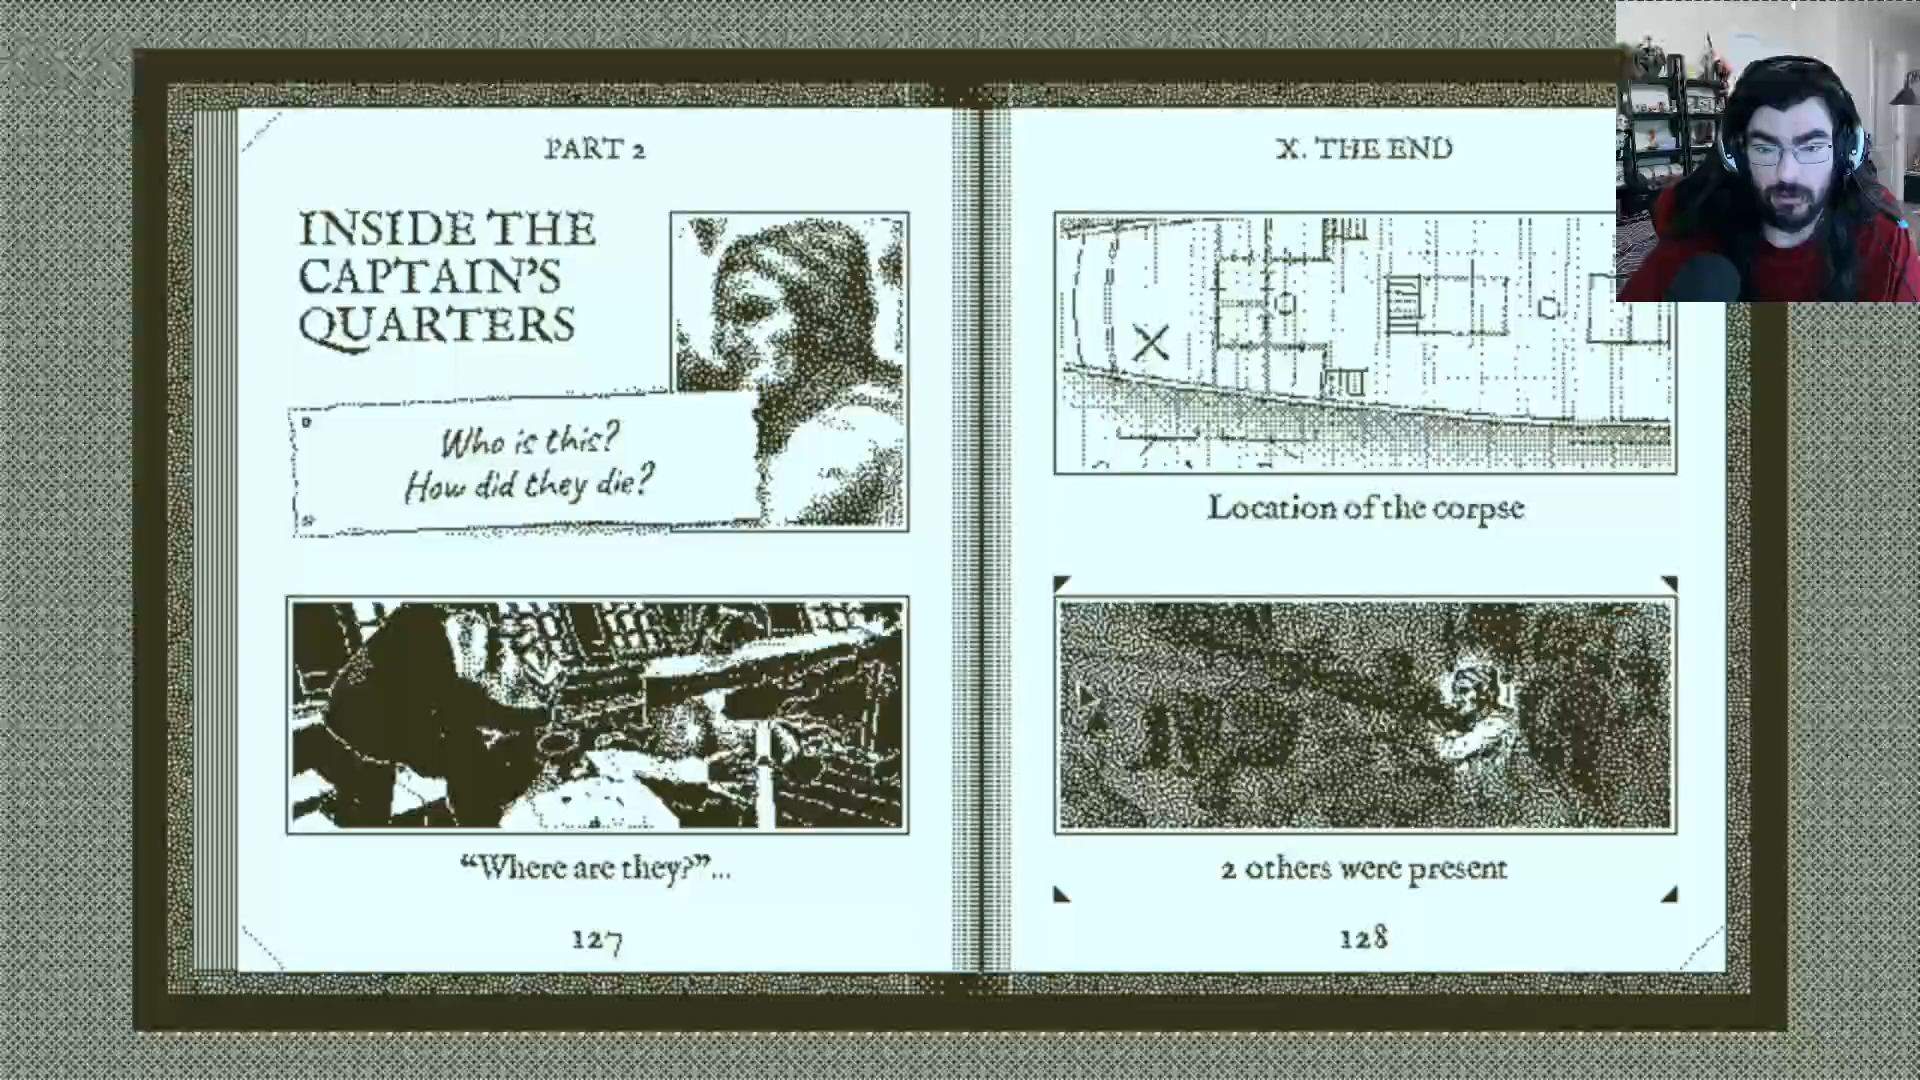 PART 2
INSIDE THE
CAPTAIN'S
QUARTERS
Who is this?
How did they die?
"Where are they?"...
127
X. THE END
Location of the corpse
2 others were present
128